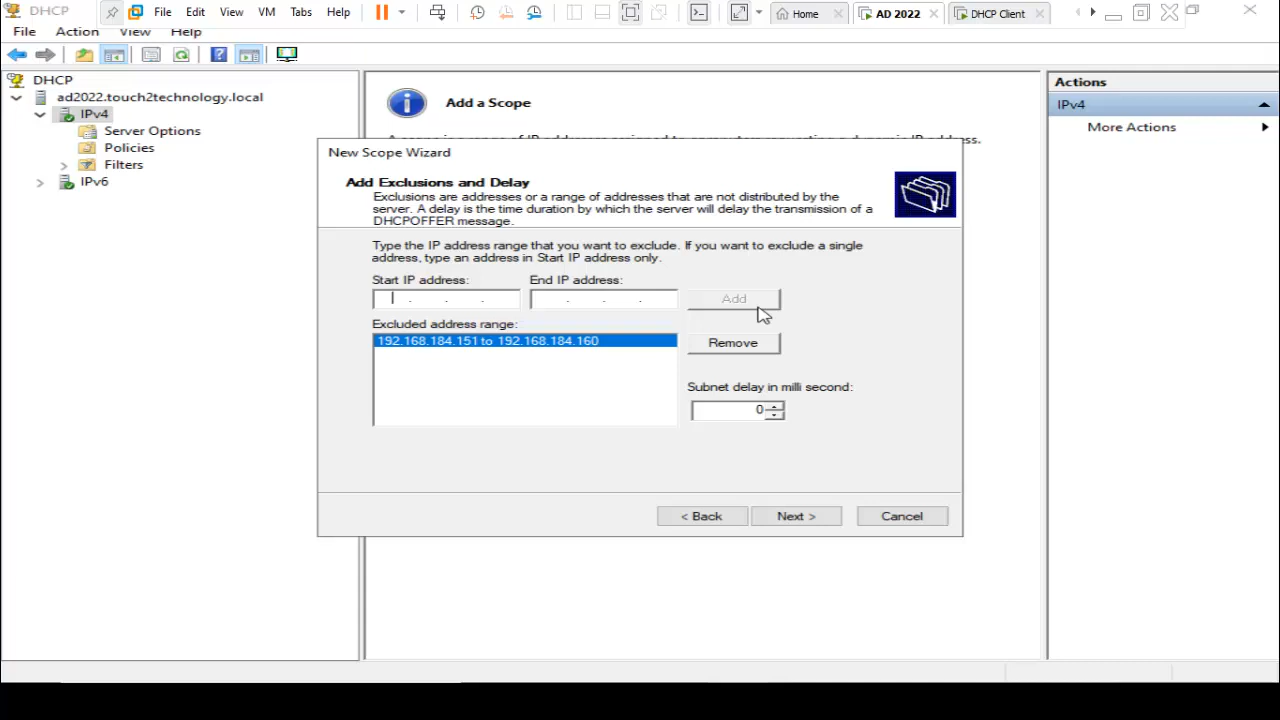 DHCP
File Edit View VM Tabs Help
Home
AD 2022
DHCP Client
File Action View Help
DHCP
ad2022.touch2technology.local
IPv4
Server Options
Policies
Filters
IPv6
Add a Scope
New Scope Wizard
Add Exclusions and Delay
Exclusions are addresses or a range of addresses that are not distributed by the
server. A delay is the time duration by which the server will delay the transmission of a
DHCPOFFER message.
Type the IP address range that you want to exclude. If you want to exclude a single
address, type an address in Start IP address only.
Start IP address: End IP address:
Add
Excluded address range:
192.168.184.151 to 192.168.184.160
Remove
Subnet delay in milli second:
0
< Back Next > Cancel
Actions
IPv4
More Actions